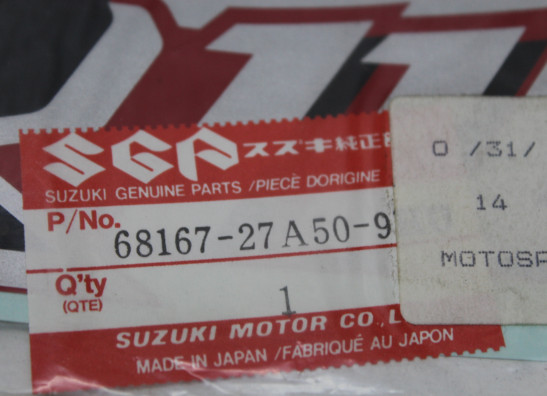 SGP スズキ純正部
SUZUKI GENUINE PARTS /PIÈCE DORIGINE
P/No. 68167-27A50-9
Q'ty
(QTE) 1
SUZUKI MOTOR CO., L
MADE IN JAPAN /FABRIQUÉ AU JAPON
0 /31/
14
MOTOSP